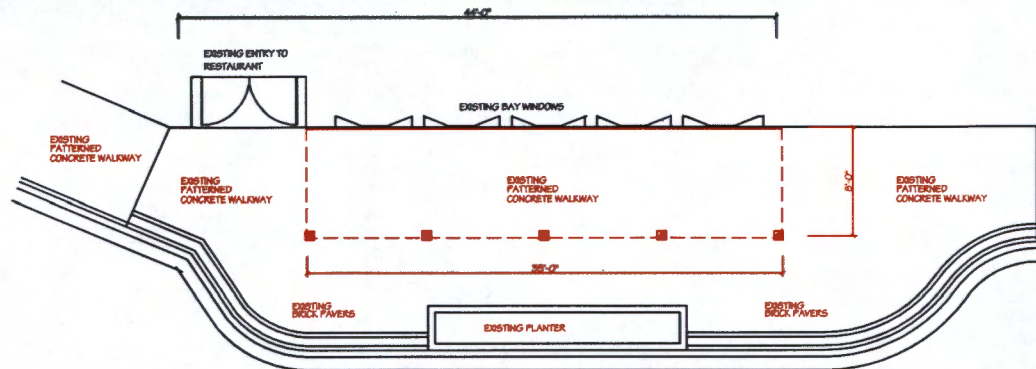 44'-0"
EXISTING ENTRY TO
RESTAURANT
EXISTING BAY WINDOWS
EXISTING
PATTERNED
CONCRETE WALKWAY
EXISTING
PATTERNED
CONCRETE WALKWAY
EXISTING
PATTERNED
CONCRETE WALKWAY
8'-0"
EXISTING
PATTERNED
CONCRETE WALKWAY
35'-0"
EXISTING
BRICK PAVERS
EXISTING PLANTER
EXISTING
BRICK PAVERS